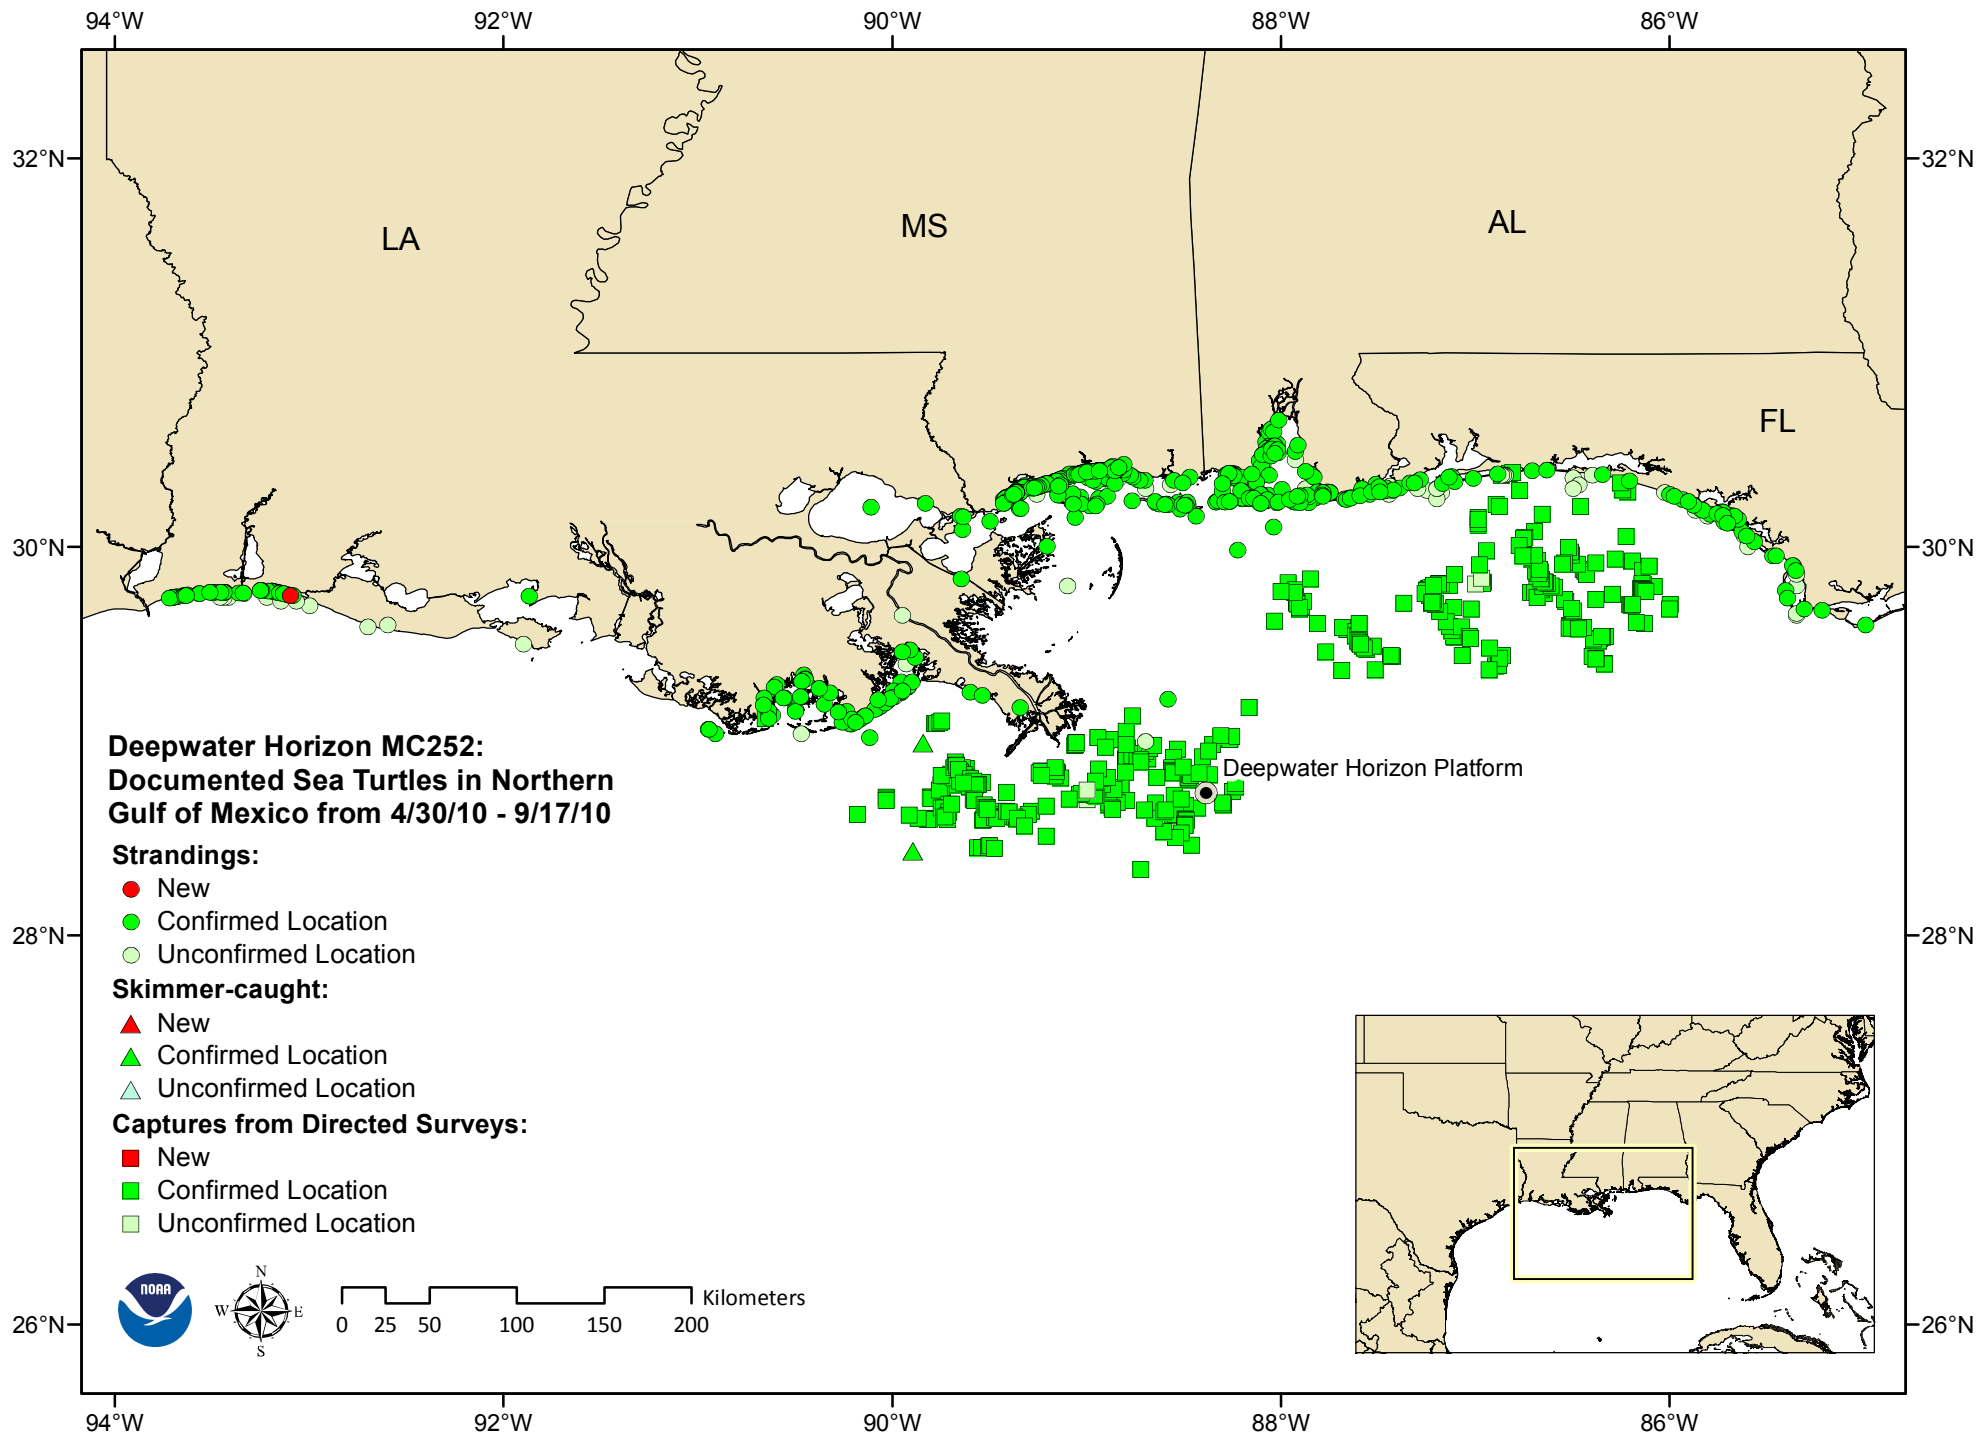 94°W 92°W 90°W 88°W 86°W
32°N 32°N
LA
MS
AL
FL
30°N 30°N
Deepwater Horizon Platform
Deepwater Horizon MC252:
Documented Sea Turtles in Northern
Gulf of Mexico from 4/30/10 - 9/17/10
Strandings:
New
Confirmed Location
Unconfirmed Location
Skimmer-caught:
New
Confirmed Location
Unconfirmed Location
Captures from Directed Surveys:
New
Confirmed Location
Unconfirmed Location
28°N 28°N
NOAA
N
W E
S
Kilometers
0 25 50 100 150 200
26°N 26°N
94°W 92°W 90°W 88°W 86°W